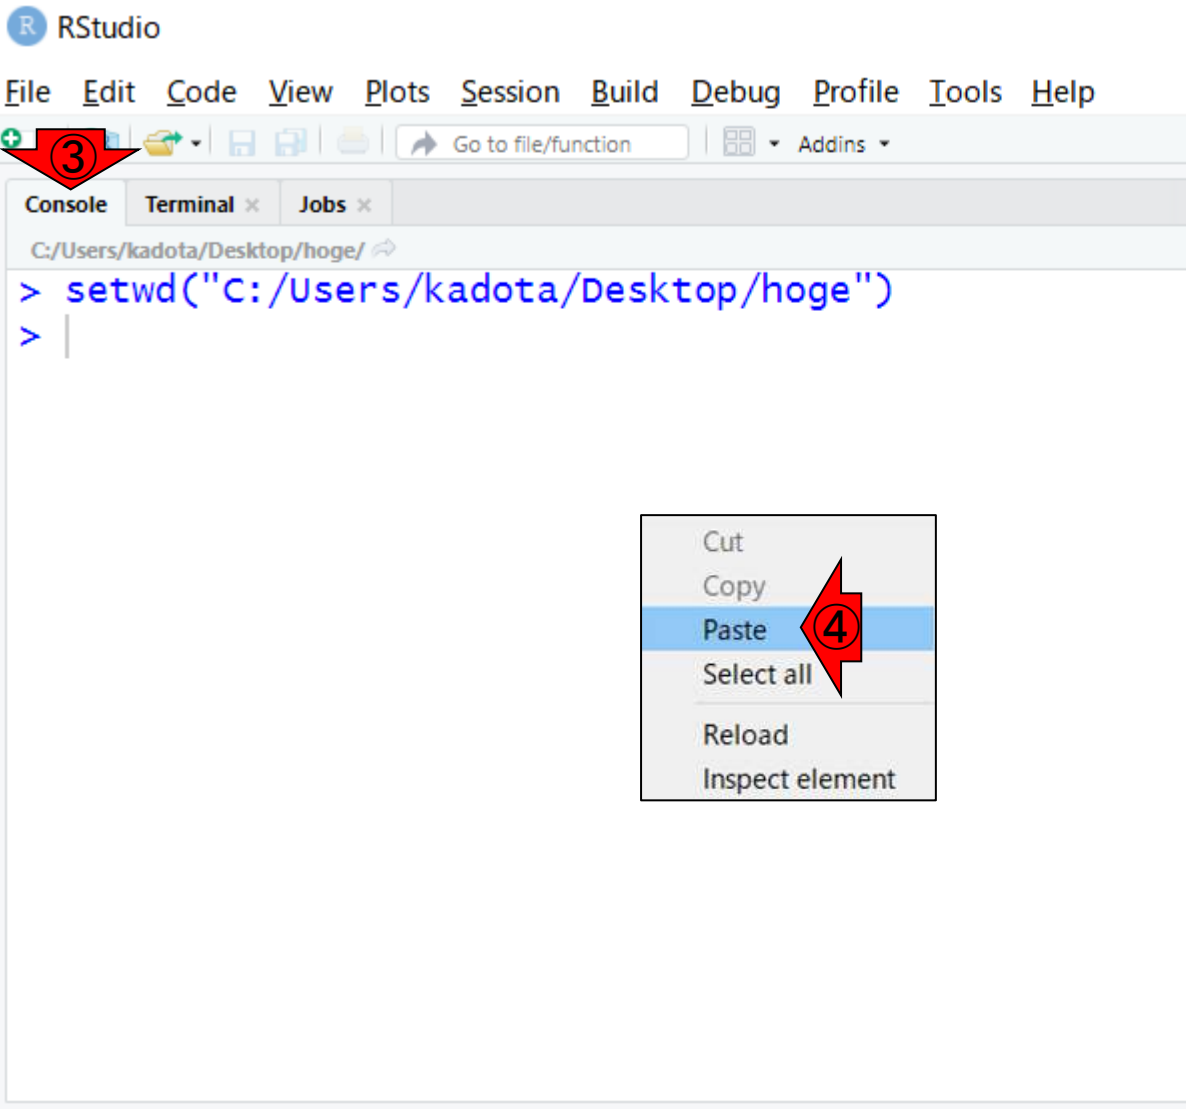 R RStudio
File Edit Code View Plots Session Build Debug Profile Tools Help
③ Go to file/function Addins
Console Terminal × Jobs ×
C:/Users/kadota/Desktop/hoge/
> setwd("C:/Users/kadota/Desktop/hoge")
>
Cut
Copy
Paste ④
Select all
Reload
Inspect element